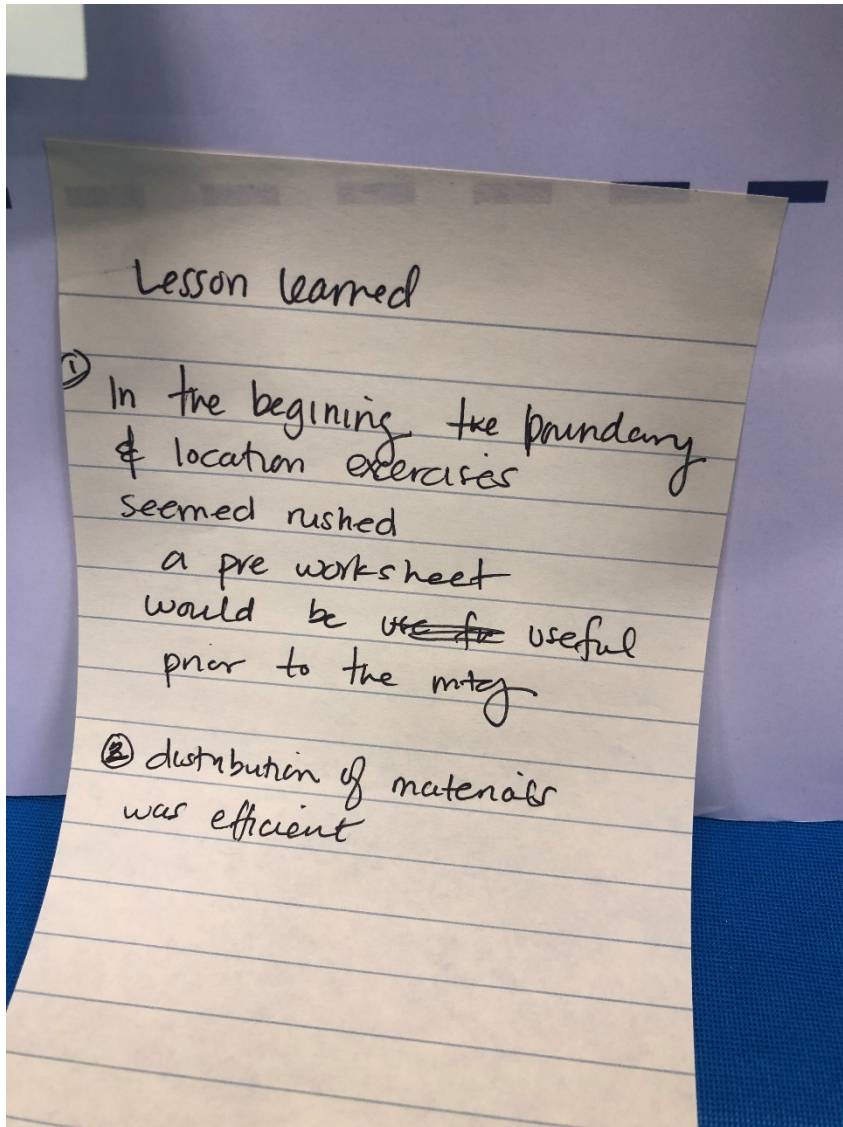 Lesson learned
① In the begining the boundary
& location exercises
seemed rushed
a pre worksheet
would be useful
prior to the mtg
② distribution of materials
was efficient